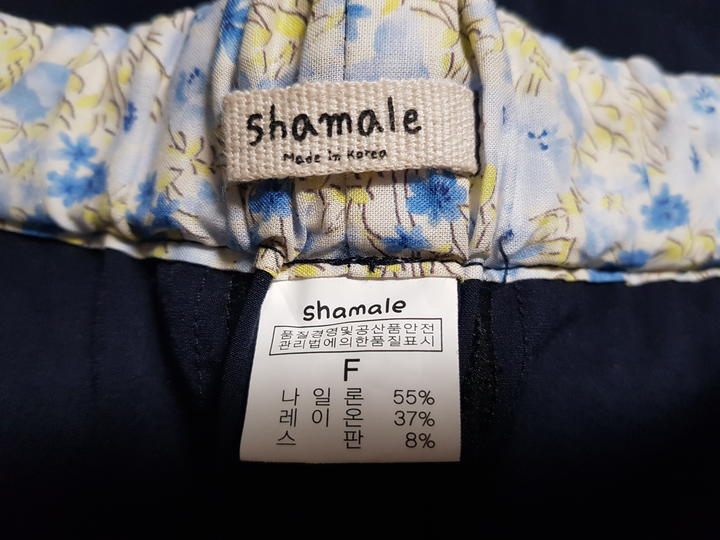 shamale
Made in Korea
shamale
품질경영및공산품안전
관리법에의한품질표시
F
나 일 론 55%
레 이 온 37%
스 판 8%